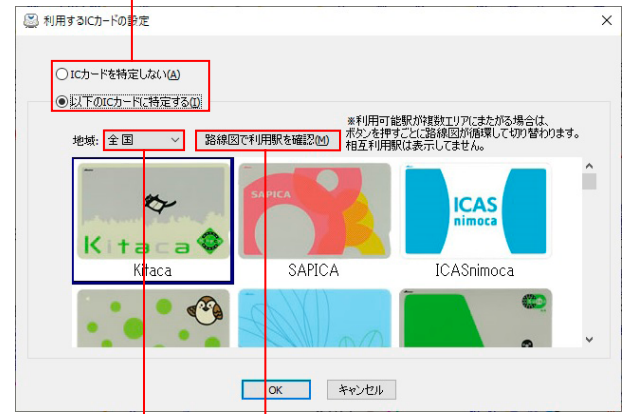 利用するICカードの設定
ICカードを特定しない(A)
以下のICカードに特定する(I)
※利用可能駅が複数エリアにまたがる場合は、
ボタンを押すごとに路線図が循環して切り替わります。
相互利用駅は表示してません。
地域: 全国 路線図で利用駅を確認(M)
Kitaca
SAPICA
ICAS
nimoca
Kitaca SAPICA ICASnimoca
OK キャンセル